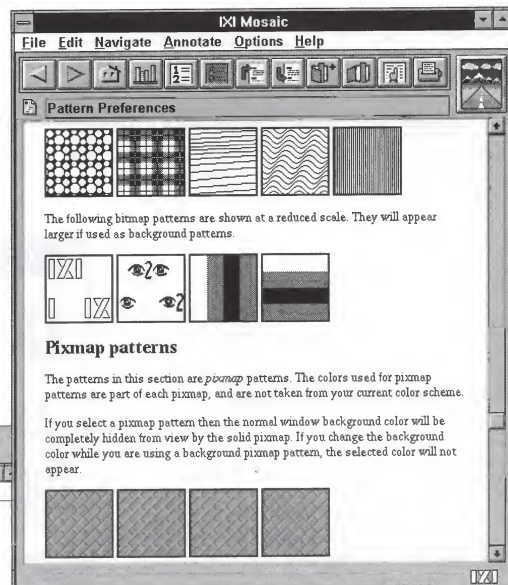 IXI Mosaic
File Edit Navigate Annotate Options Help
Pattern Preferences
The following bitmap patterns are shown at a reduced scale. They will appear
larger if used as background patterns.
IXI
I IX
2
2
Pixmap patterns
The patterns in this section are pixmap patterns. The colors used for pixmap
patterns are part of each pixmap, and are not taken from your current color scheme.
If you select a pixmap pattern then the normal window background color will be
completely hidden from view by the solid pixmap. If you change the background
color while you are using a background pixmap pattern, the selected color will not
appear.
IXI